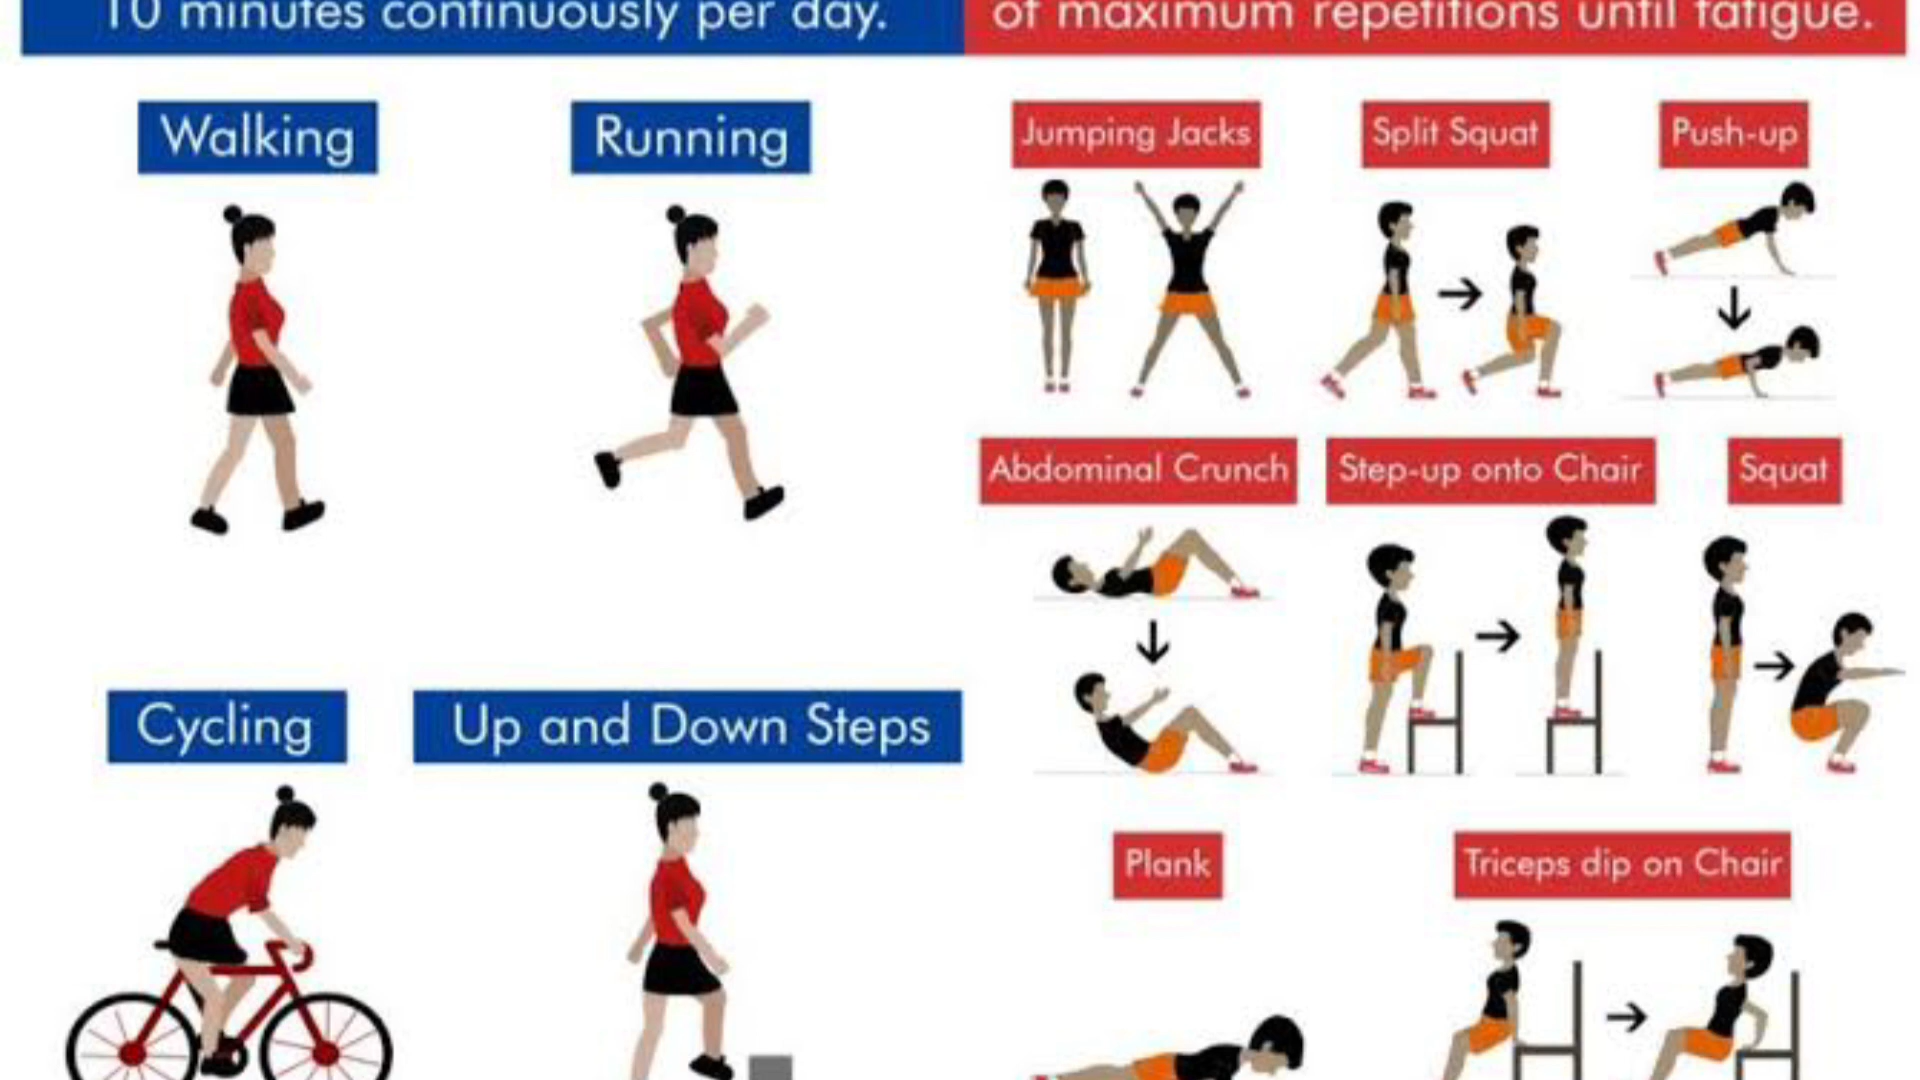 10 minutes continuously per day.
of maximum repetitions until fatigue.
Walking
Running
Cycling
Up and Down Steps
Jumping Jacks
Split Squat
Push-up
Abdominal Crunch
Step-up onto Chair
Squat
Plank
Triceps dip on Chair